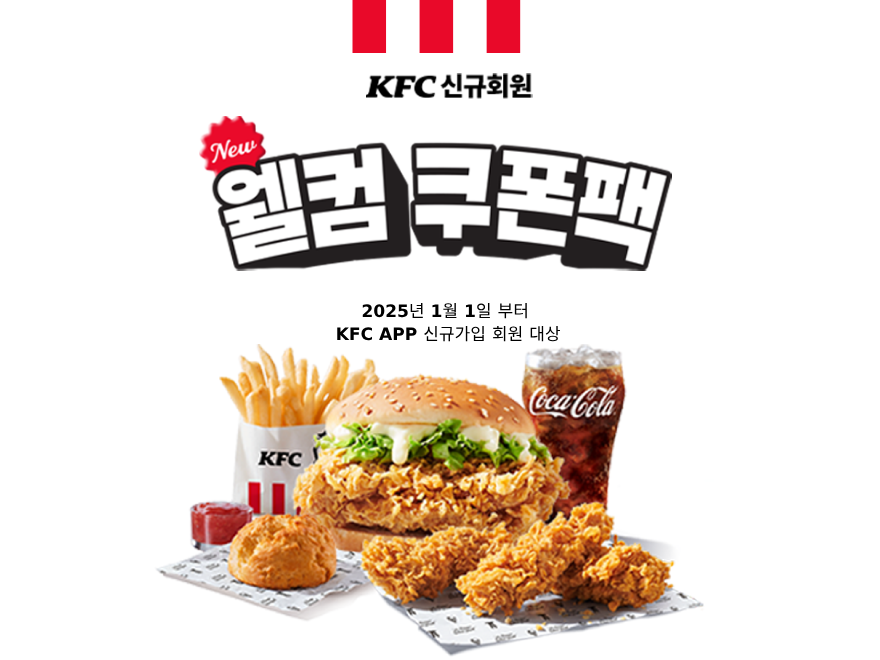 KFC 신규회원
New
웰컴 쿠폰팩
2025년 1월 1일 부터
KFC APP 신규가입 회원 대상
Coca-Cola
KFC